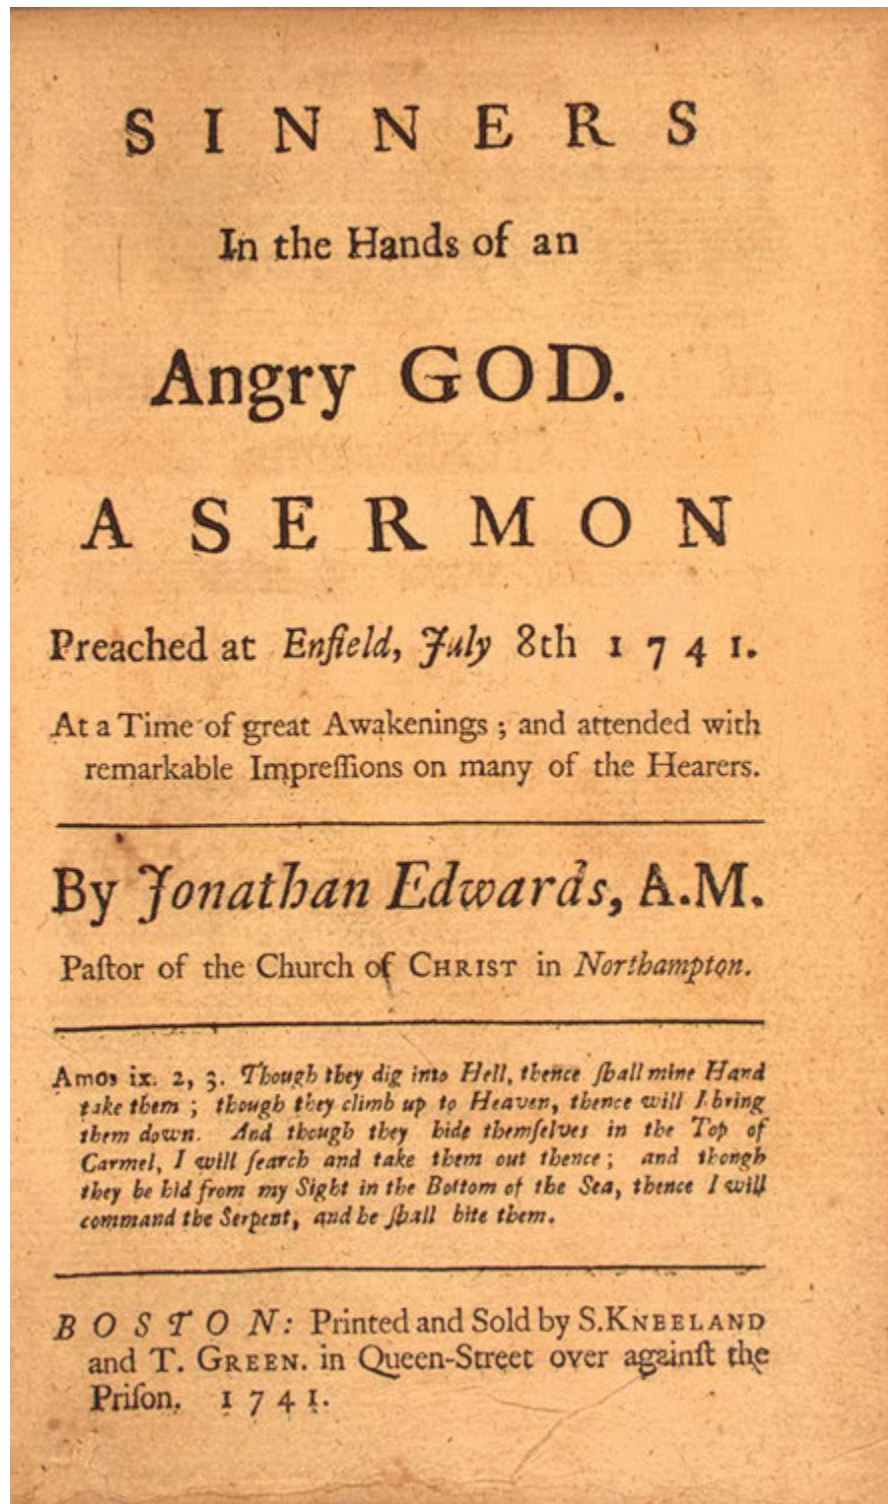 SINNERS
In the Hands of an
Angry GOD.
A SERMON
Preached at Enfield, July 8th 1741.
At a Time of great Awakenings ; and attended with
remarkable Impreſſions on many of the Hearers.
By Jonathan Edwards, A.M.
Paſtor of the Church of CHRIST in Northampton.
Amos ix. 2, 3. Though they dig into Hell, thence ſhall mine Hand
take them ; though they climb up to Heaven, thence will I bring
them down. And though they hide themſelves in the Top of
Carmel, I will ſearch and take them out thence ; and though
they be hid from my Sight in the Bottom of the Sea, thence I will
command the Serpent, and he ſhall bite them.
BOSTON: Printed and Sold by S.KNEELAND
and T. GREEN. in Queen-Street over againſt the
Priſon. 1741.